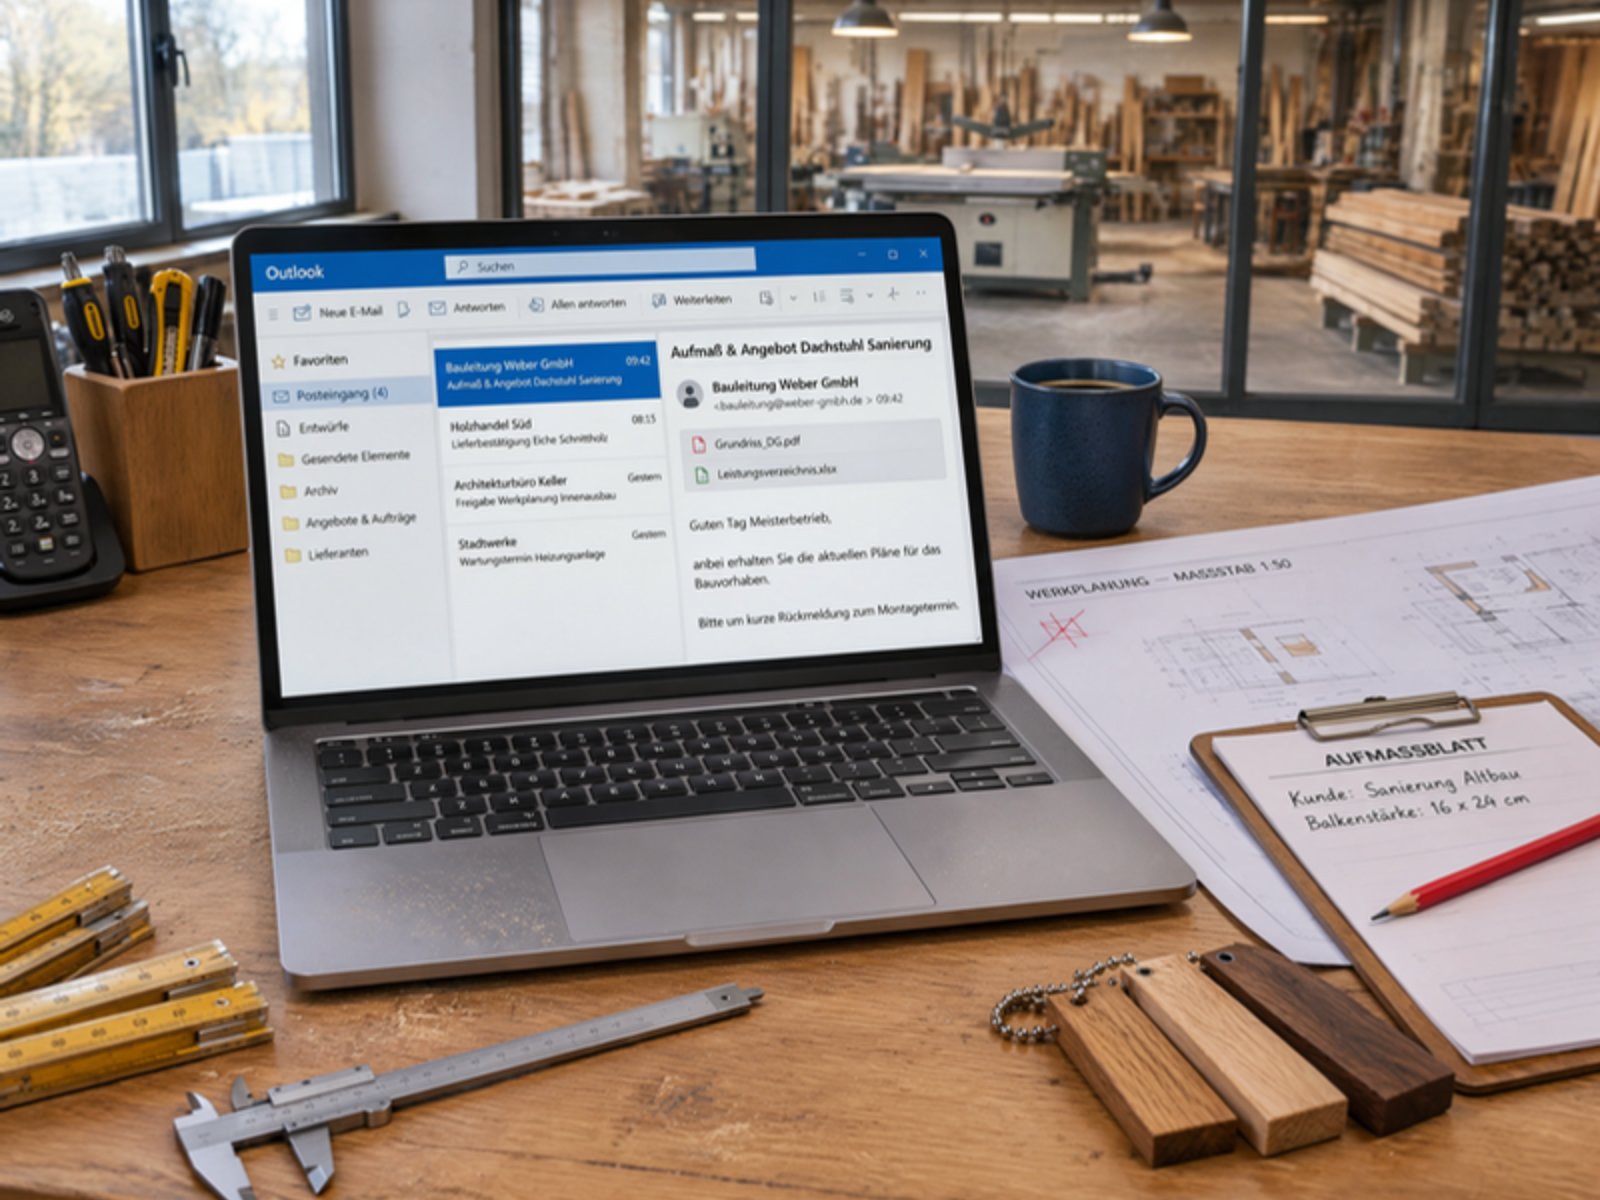 Outlook
Suchen
Neue E-Mail
Antworten
Allen antworten
Weiterleiten
Favoriten
Posteingang (4)
Entwürfe
Gesendete Elemente
Archiv
Angebote & Aufträge
Lieferanten
Bauleitung Weber GmbH 09:42
Aufmaß & Angebot Dachstuhl Sanierung
Holzhandel Süd 08:15
Lieferbestätigung Eiche Schnittholz
Architekturbüro Keller Gestern
Freigabe Werkplanung Innenausbau
Stadtwerke Gestern
Wartungstermin Heizungsanlage
Aufmaß & Angebot Dachstuhl Sanierung
Bauleitung Weber GmbH
<bauleitung@weber-gmbh.de > 09:42
Grundriss_DG.pdf
Leistungsverzeichnis.xlsx
Guten Tag Meisterbetrieb,
anbei erhalten Sie die aktuellen Pläne für das
Bauvorhaben.
Bitte um kurze Rückmeldung zum Montagetermin.
WERKPLANUNG — MASSSTAB 1:50
AUFMASSBLATT
Kunde: Sanierung Altbau
Balkenstärke: 16 x 24 cm